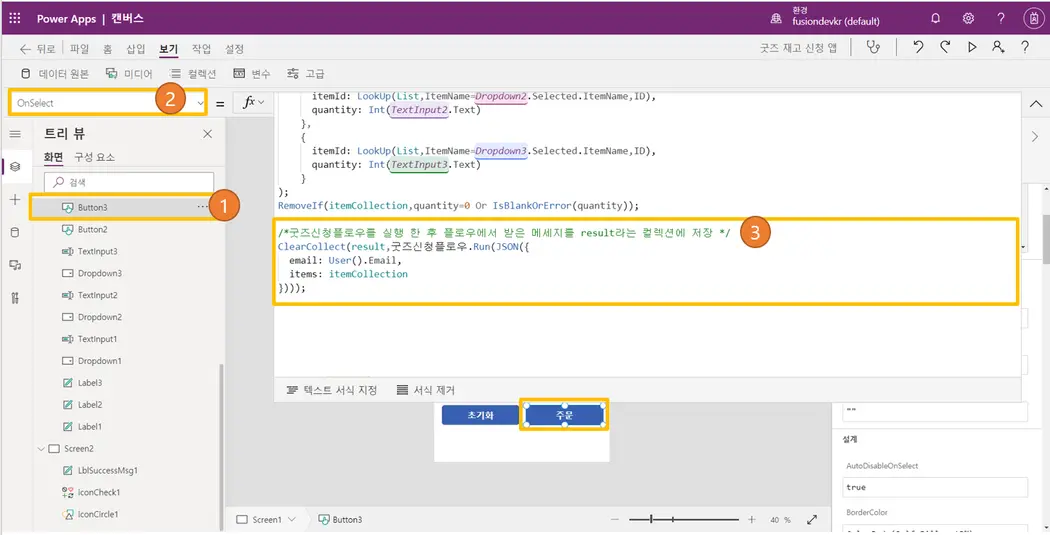 Power Apps | 캔버스
환경
fusiondevkr (default)
뒤로 파일 홈 삽입 보기 작업 설정
굿즈 재고 신청 앱
데이터 원본 미디어 컬렉션 변수 고급
OnSelect
2
=
fx
트리 뷰
화면 구성 요소
검색
Button3
1
Button2
TextInput3
Dropdown3
TextInput2
Dropdown2
TextInput1
Dropdown1
Label3
Label2
Label1
Screen2
LblSuccessMsg1
iconCheck1
iconCircle1
itemId: LookUp(List,ItemName=Dropdown2.Selected.ItemName,ID),
quantity: Int(TextInput2.Text)
},
{
itemId: LookUp(List,ItemName=Dropdown3.Selected.ItemName,ID),
quantity: Int(TextInput3.Text)
}
);
RemoveIf(itemCollection,quantity=0 Or IsBlankOrError(quantity));
/*굿즈신청플로우를 실행 한 후 플로우에서 받은 메세지를 result라는 컬렉션에 저장 */
3
ClearCollect(result,굿즈신청플로우.Run(JSON({
email: User().Email,
items: itemCollection
})));
텍스트 서식 지정 서식 제거
초기화 주문
""
설계
AutoDisableOnSelect
true
BorderColor
Screen1 Button3
40 %